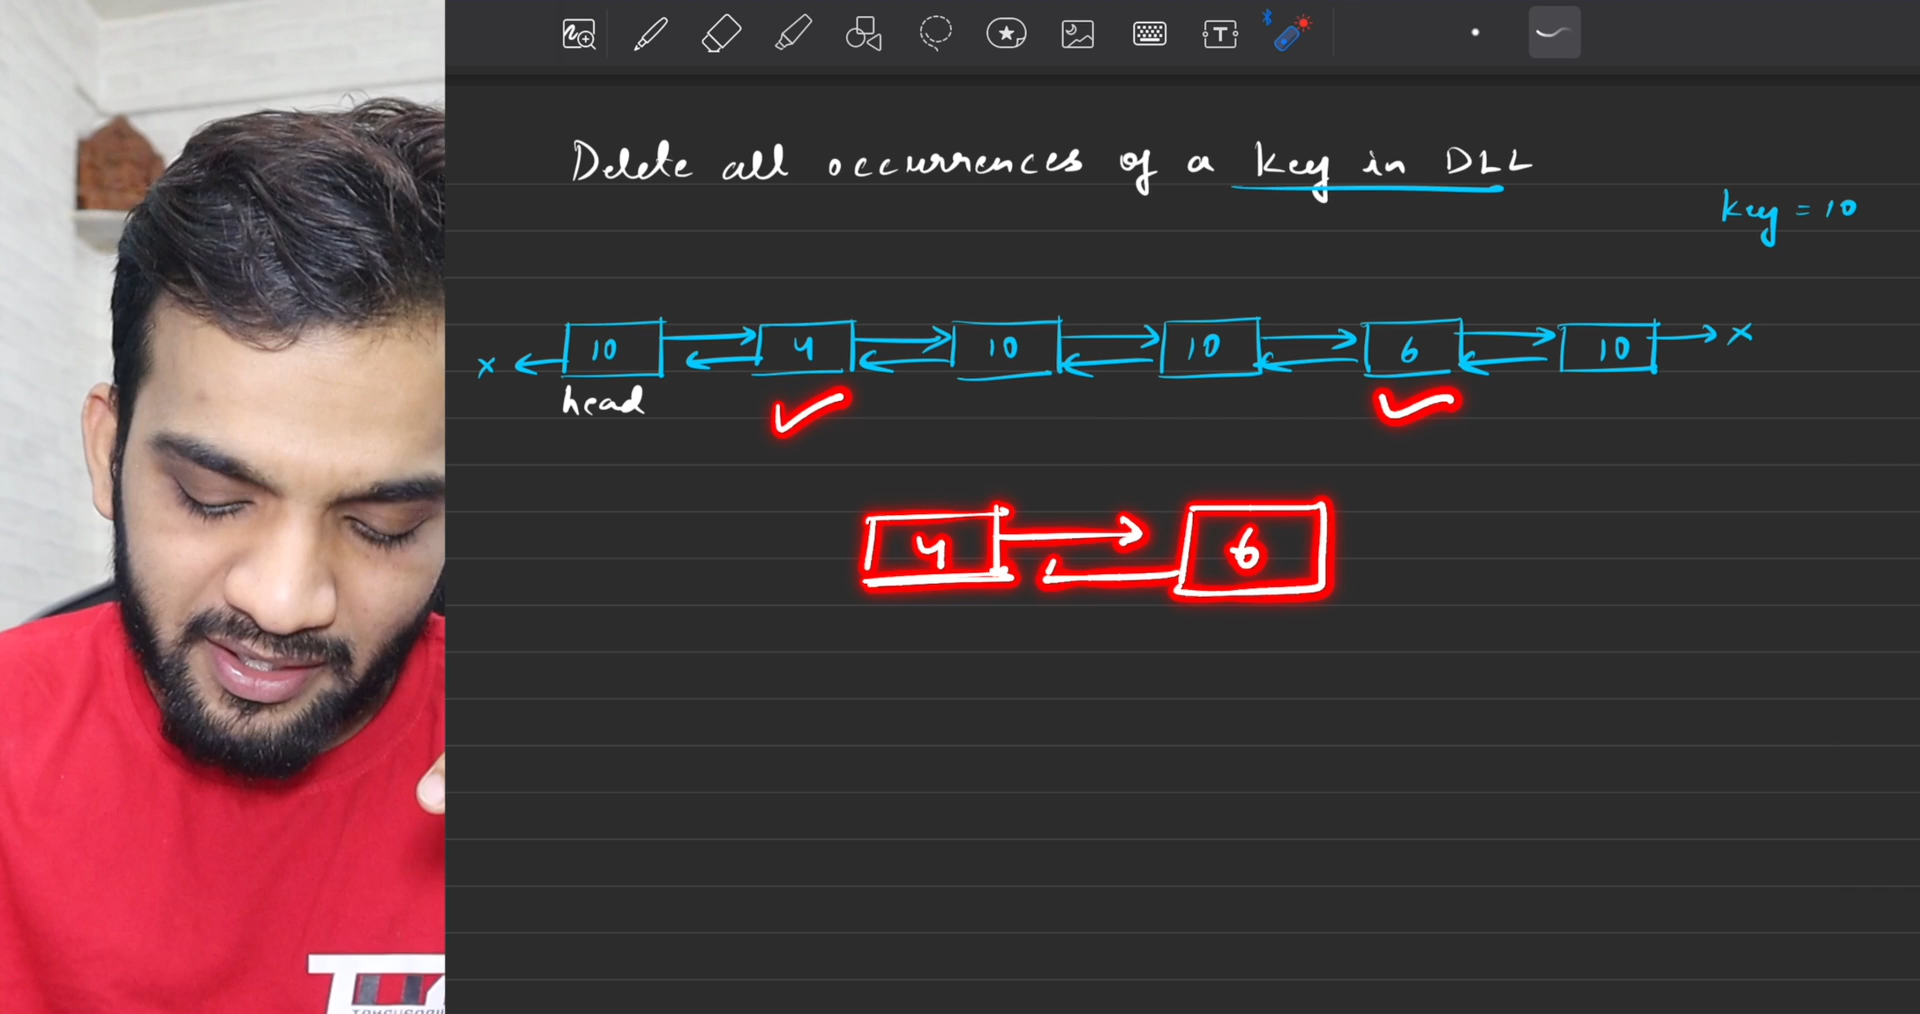 Delete all occurrences of a key in DLL
key = 10
x 10 4 10 10 6 10 x
head
4 6